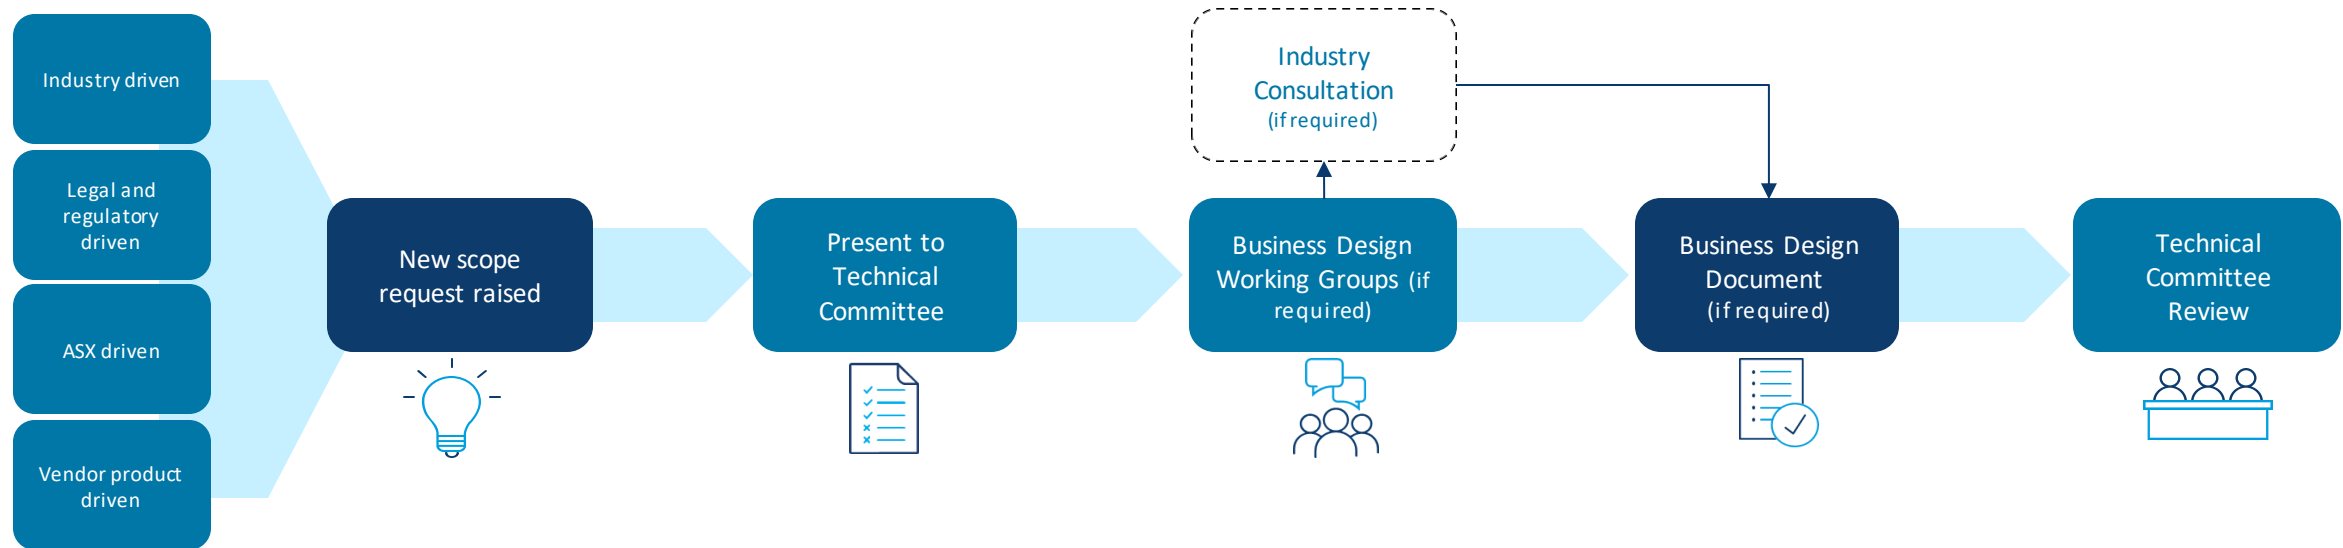 Industry driven
Legal and
regulatory
driven
ASX driven
Vendor product
driven
New scope
request raised
Present to
Technical
Committee
Industry
Consultation
(if required)
Business Design
Working Groups (if
required)
Business Design
Document
(if required)
Technical
Committee
Review